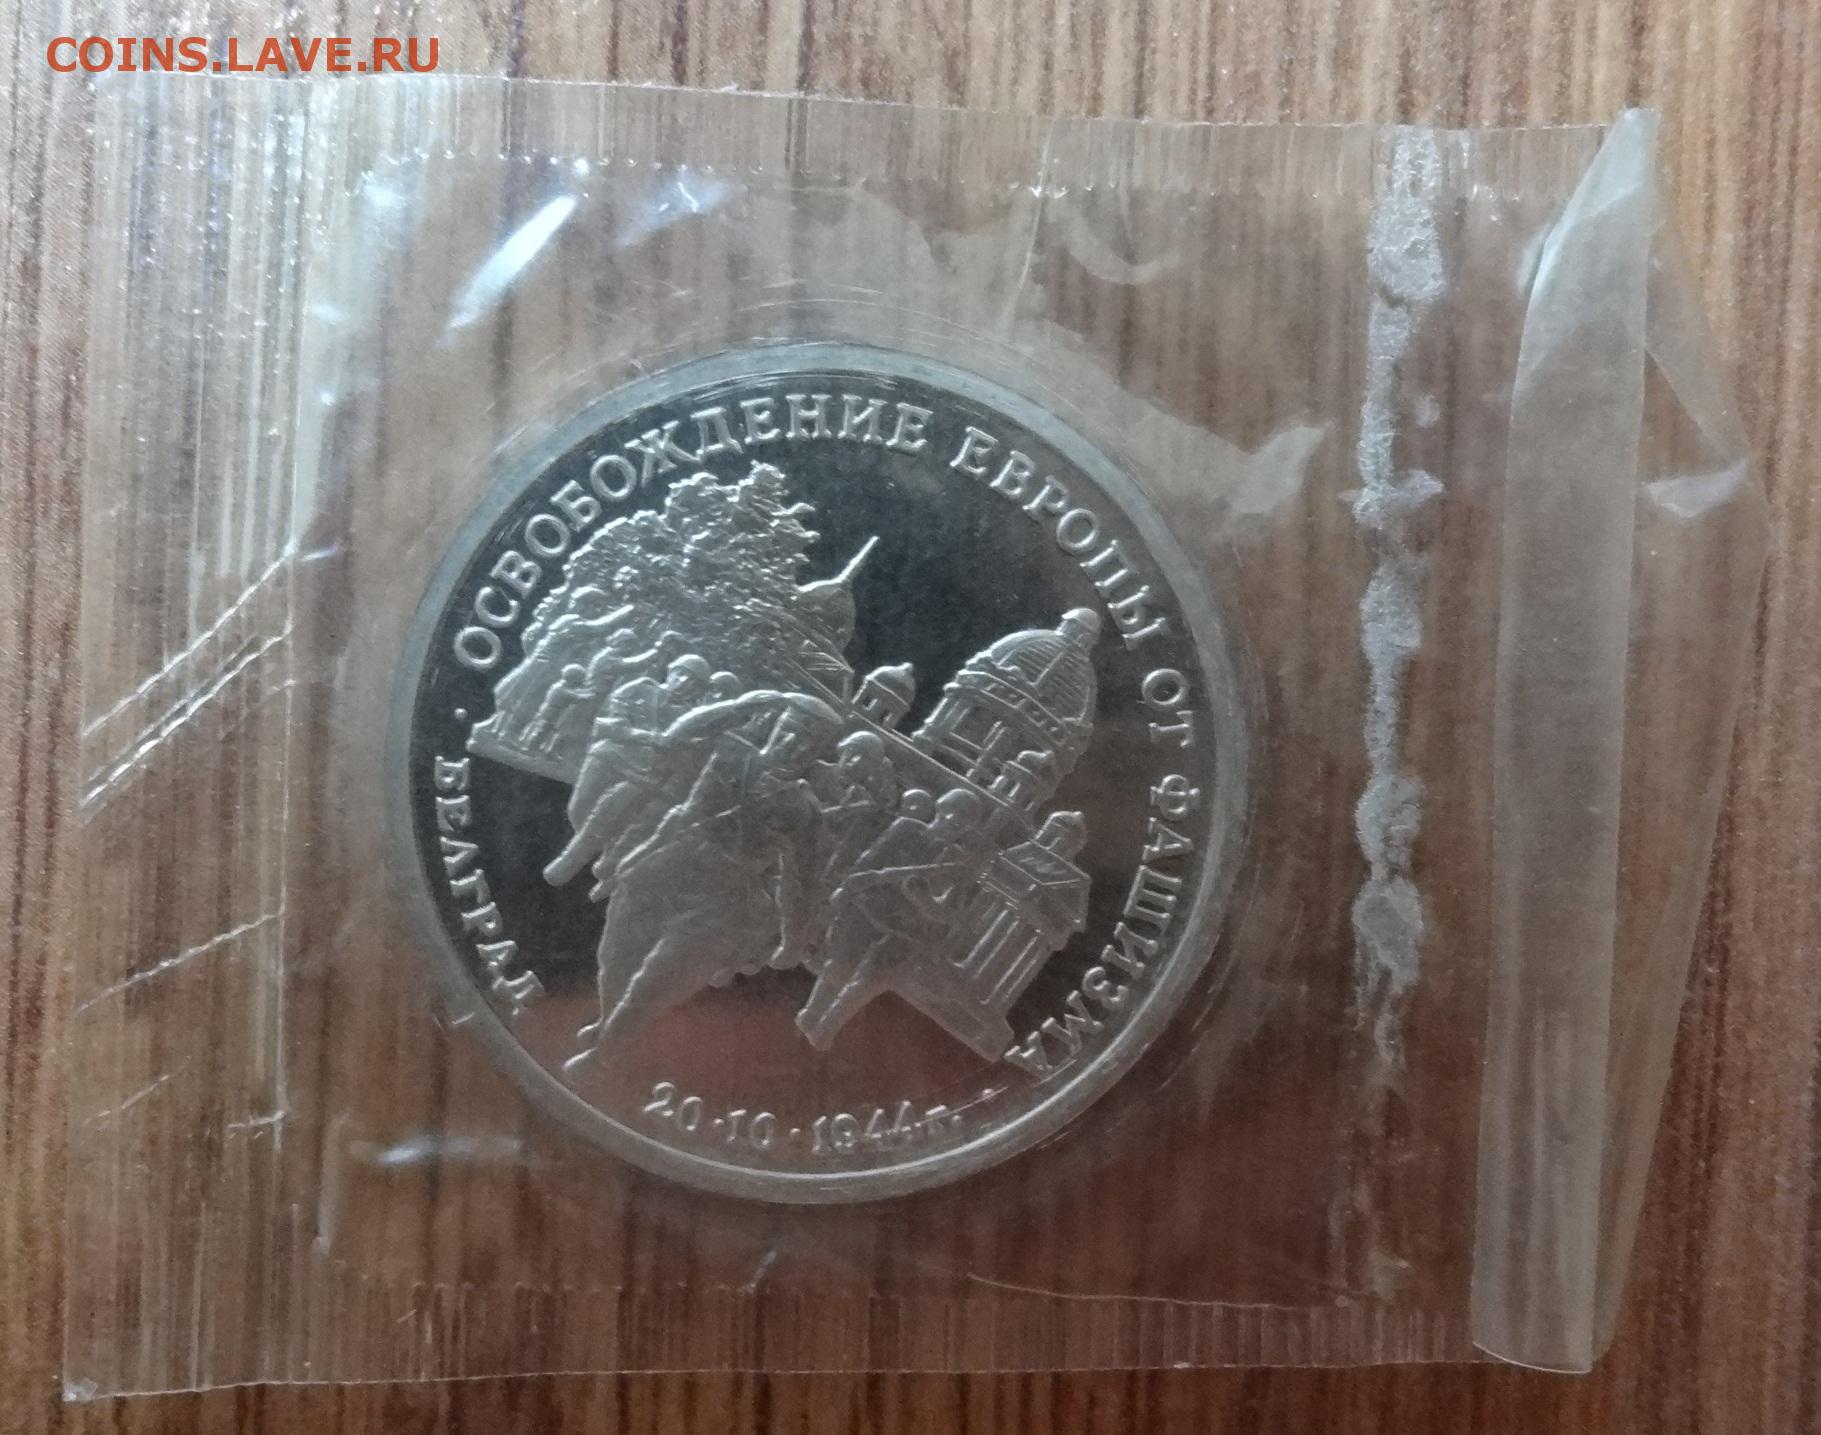 COINS.LAVE.RU
ОСВОБОЖДЕНИЕ ЕВРОПЫ ОТ ФАШИЗМА
· БЕЛГРАД
20·10·1944г. ·